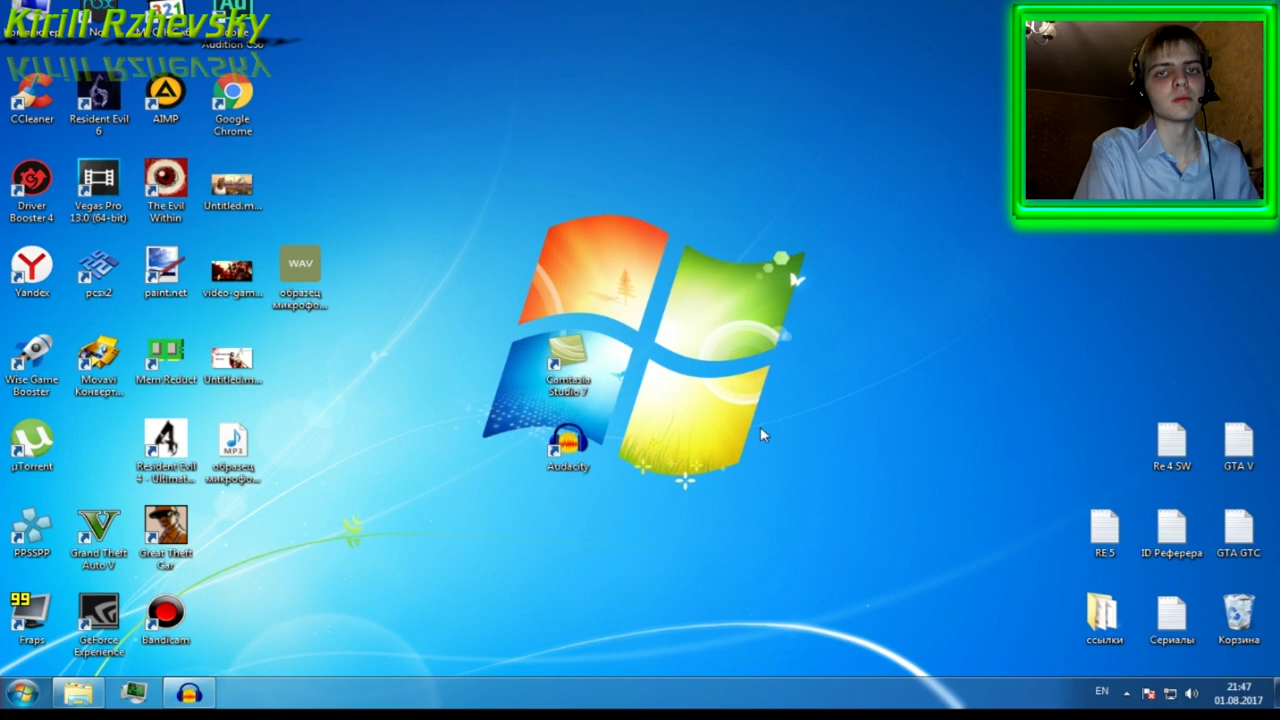 Kirill Rzhevsky
Audition CS6
CCleaner
Resident Evil
6
AIMP
Google
Chrome
Driver
Booster 4
Vegas Pro
13.0 (64-bit)
The Evil
Within
Untitled.m...
Yandex
pcsx2
paint.net
video-gam...
WAV
образец
микрофо...
Wise Game
Booster
Movavi
Конверт...
Mem Reduct
Untitled.m...
Camtasia
Studio 7
µTorrent
Resident Evil
4 - Ultimat...
MP3
образец
микрофо...
Audacity
Re 4 SW
GTA V
PPSSPP
Grand Theft
Auto V
Great Theft
Car
RE 5
ID Реферера
GTA GTC
99
Fraps
GeForce
Experience
Bandicam
ссылки
Сериалы
Корзина
EN
21:47
01.08.2017